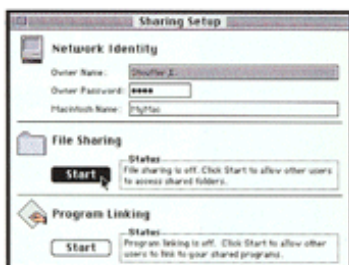 Sharing Setup
Network Identity
Owner Name:
Owner Password: ••••
Macintosh Name: MyMac
File Sharing
Status
Start
File sharing is off. Click Start to allow other users
to access shared folders.
Program Linking
Status
Start
Program linking is off. Click Start to allow other
users to link to your shared programs.